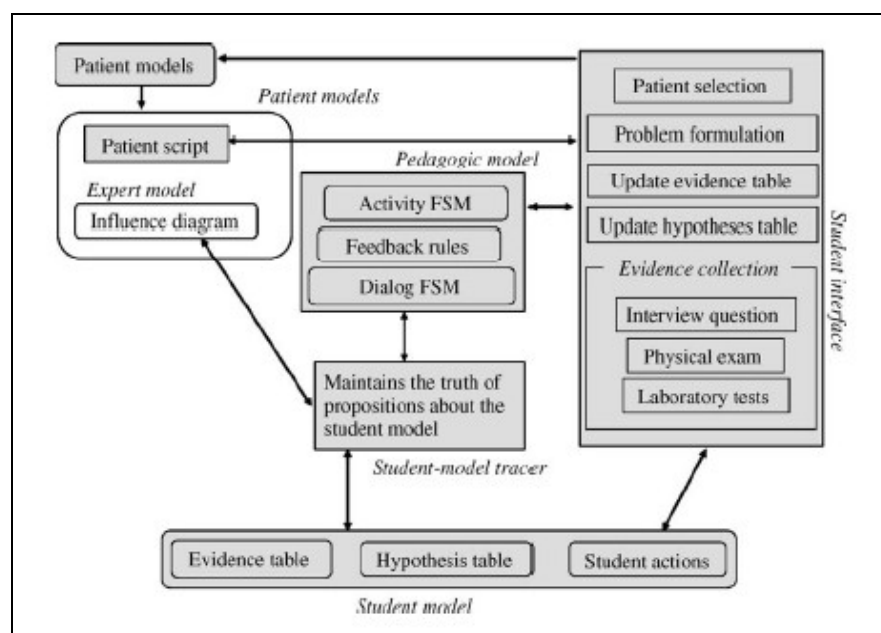 Patient models
Patient models
Patient script
Expert model
Influence diagram
Pedagogic model
Activity FSM
Feedback rules
Dialog FSM
Maintains the truth of
propositions about the
student model
Student-model tracer
Patient selection
Problem formulation
Update evidence table
Update hypotheses table
Evidence collection
Interview question
Physical exam
Laboratory tests
Student interface
Evidence table
Hypothesis table
Student actions
Student model